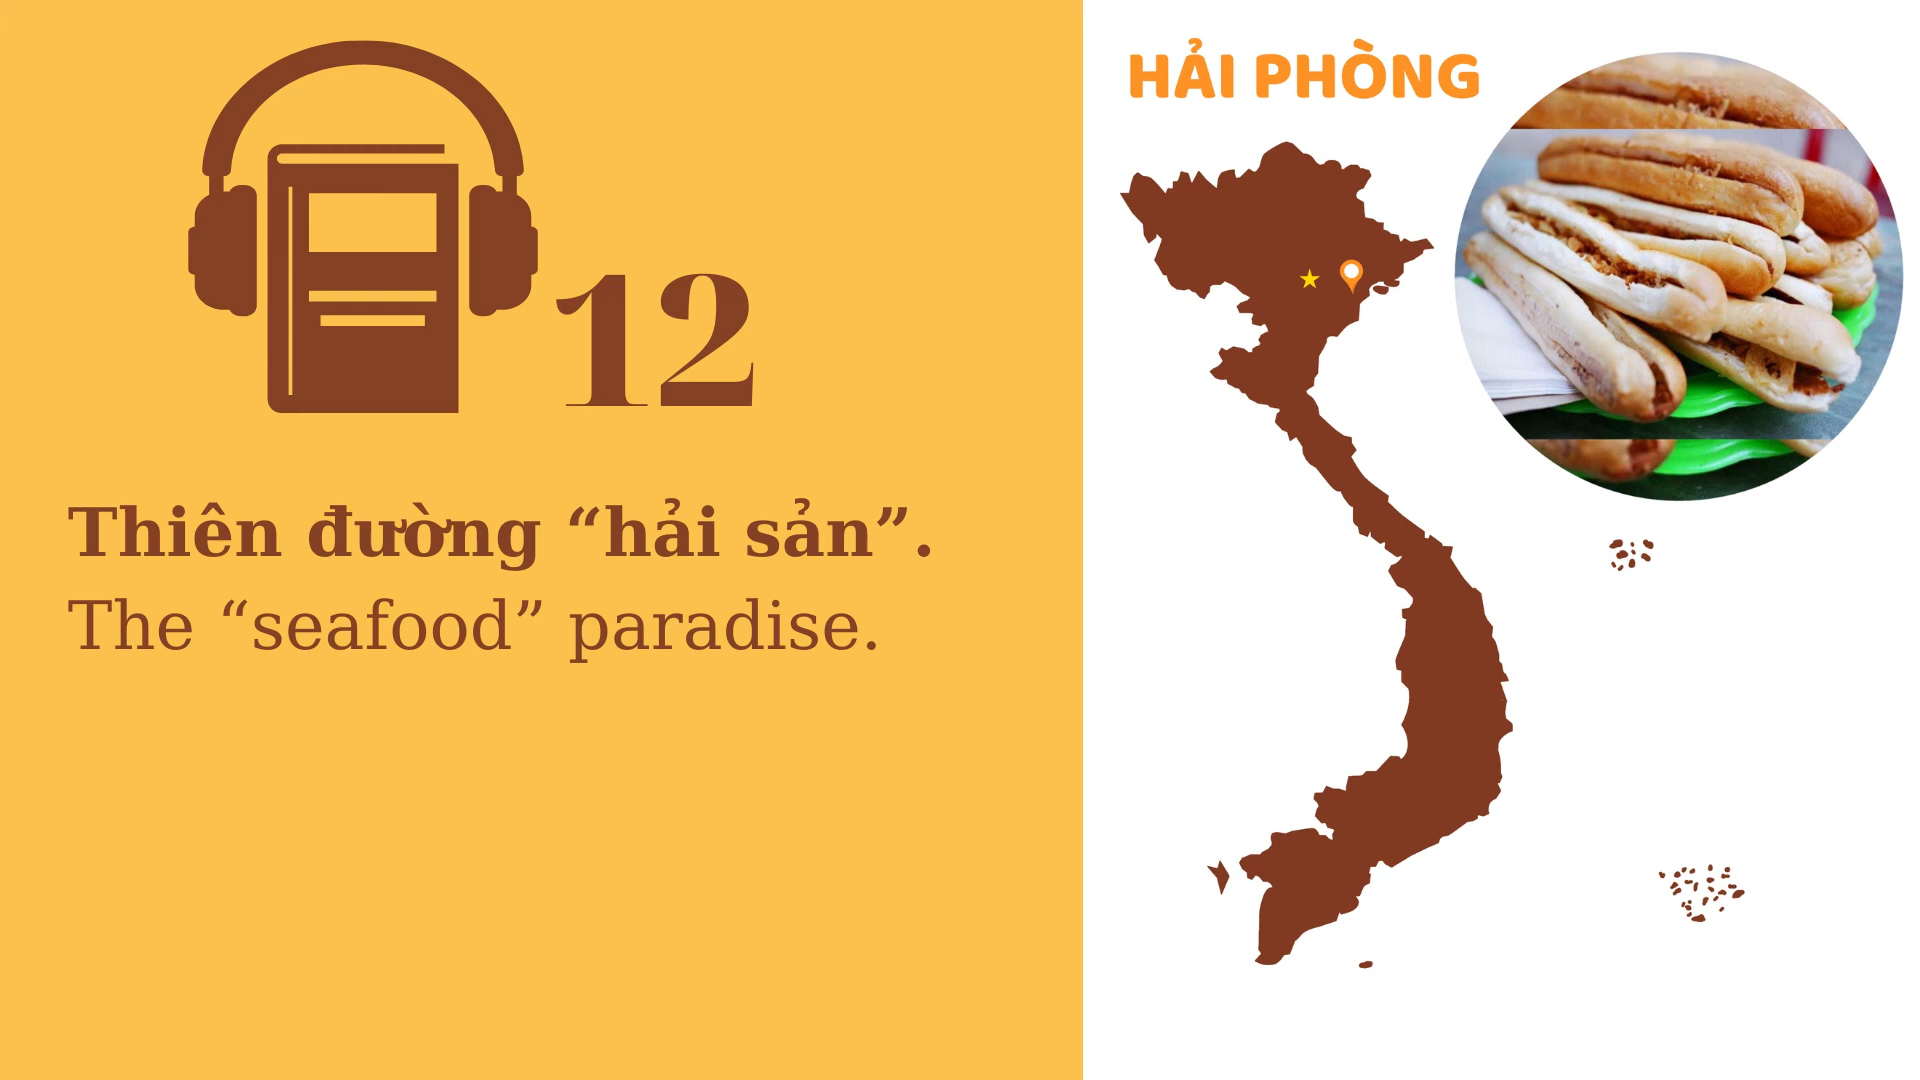 12
Thiên đường “hải sản”.
The “seafood” paradise.
HẢI PHÒNG